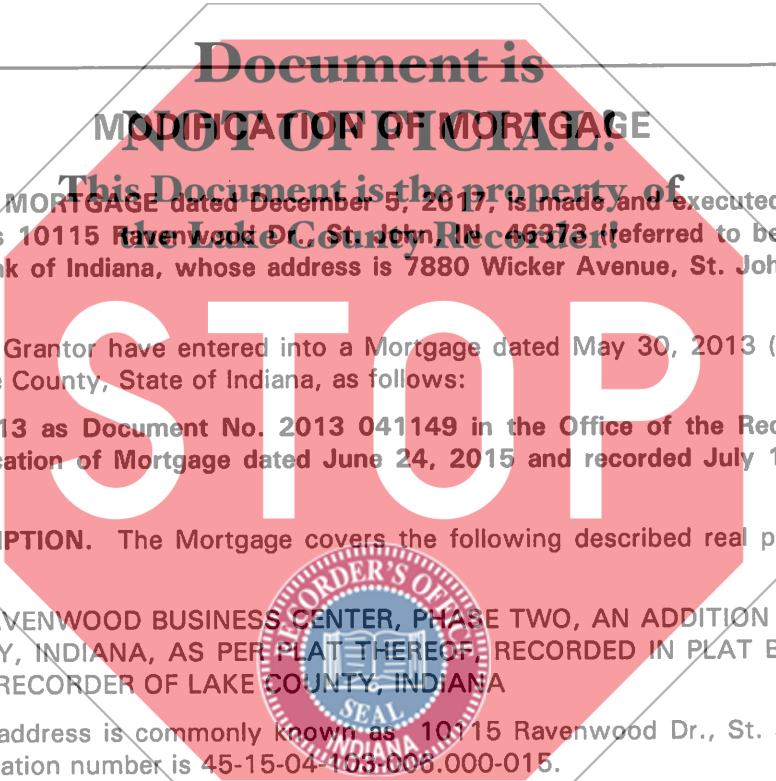 Document is
MODIFICATION OF MORTGAGE
NOT OFFICIAL!
This Document is the property of
MORTGAGE dated December 5, 2017, is made and executed
the Lake County Recorder!
s 10115 Ravenwood Dr., St. John, IN 46373 (referred to be
nk of Indiana, whose address is 7880 Wicker Avenue, St. Joh
Grantor have entered into a Mortgage dated May 30, 2013 (
e County, State of Indiana, as follows:
13 as Document No. 2013 041149 in the Office of the Rec
cation of Mortgage dated June 24, 2015 and recorded July 1
STOP
IPTION. The Mortgage covers the following described real p
AVENWOOD BUSINESS CENTER, PHASE TWO, AN ADDITION
Y, INDIANA, AS PER PLAT THEREOF, RECORDED IN PLAT B
RECORDER OF LAKE COUNTY, INDIANA
address is commonly known as 10115 Ravenwood Dr., St.
ation number is 45-15-04-103-006.000-015.
RECORDER'S OFFIC
SEAL
INDIANA